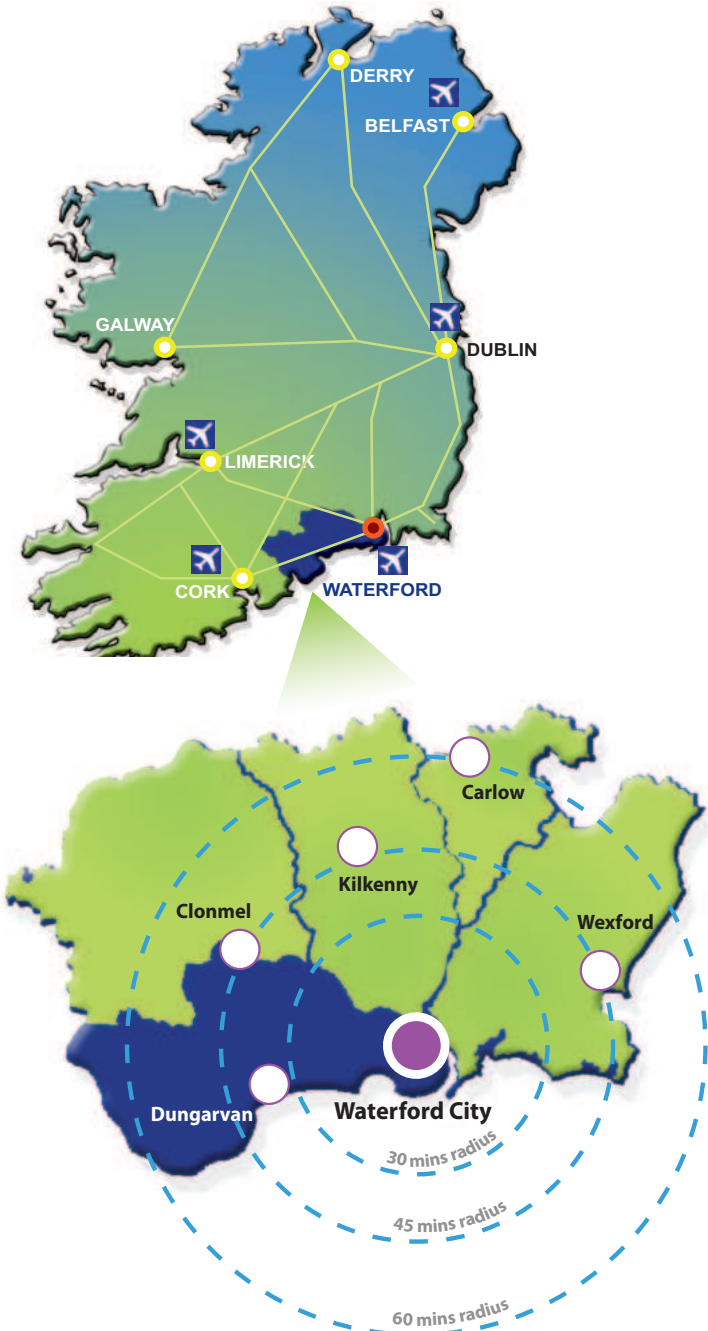 DERRY
BELFAST
GALWAY
DUBLIN
LIMERICK
CORK
WATERFORD
Carlow
Kilkenny
Clonmel
Wexford
Dungarvan
Waterford City
30 mins radius
45 mins radius
60 mins radius